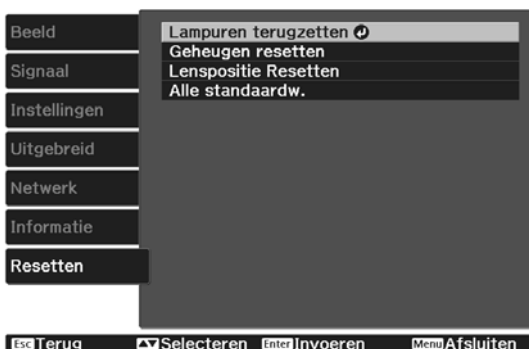 Beeld
Signaal
Instellingen
Uitgebreid
Netwerk
Informatie
Resetten
Lampuren terugzetten
Geheugen resetten
Lenspositie Resetten
Alle standaardw.
Esc Terug Selecteren Enter Invoeren Menu Afsluiten